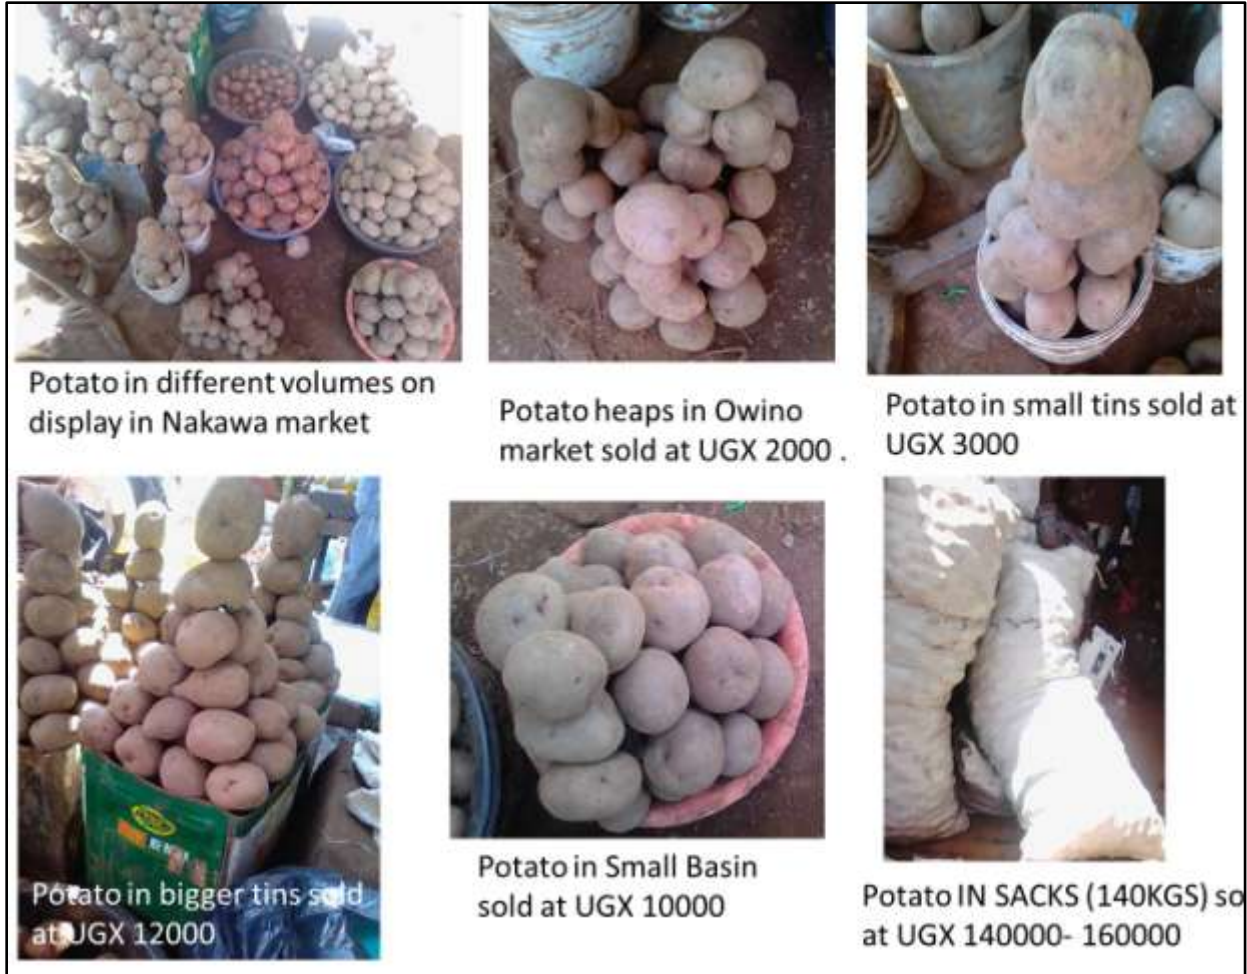 Potato in different volumes on
display in Nakawa market
Potato heaps in Owino
market sold at UGX 2000 .
Potato in small tins sold at
UGX 3000
Potato in bigger tins sold
at UGX 12000
Potato in Small Basin
sold at UGX 10000
Potato IN SACKS (140KGS) so
at UGX 140000- 160000